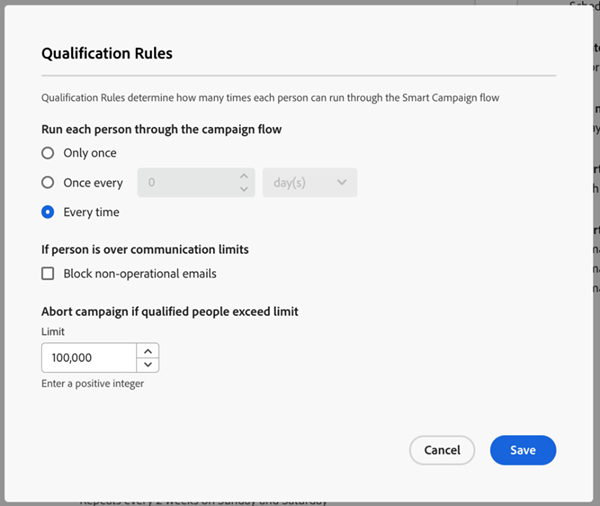 Qualification Rules
Qualification Rules determine how many times each person can run through the Smart Campaign flow
Run each person through the campaign flow
Only once
Once every 0 day(s)
Every time
If person is over communication limits
Block non-operational emails
Abort campaign if qualified people exceed limit
Limit
100,000
Enter a positive integer
Cancel Save